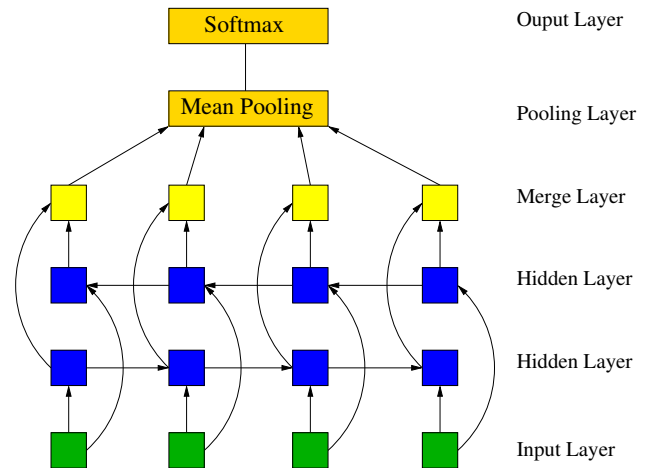 Softmax
Ouput Layer
Mean Pooling
Pooling Layer
Merge Layer
Hidden Layer
Hidden Layer
Input Layer